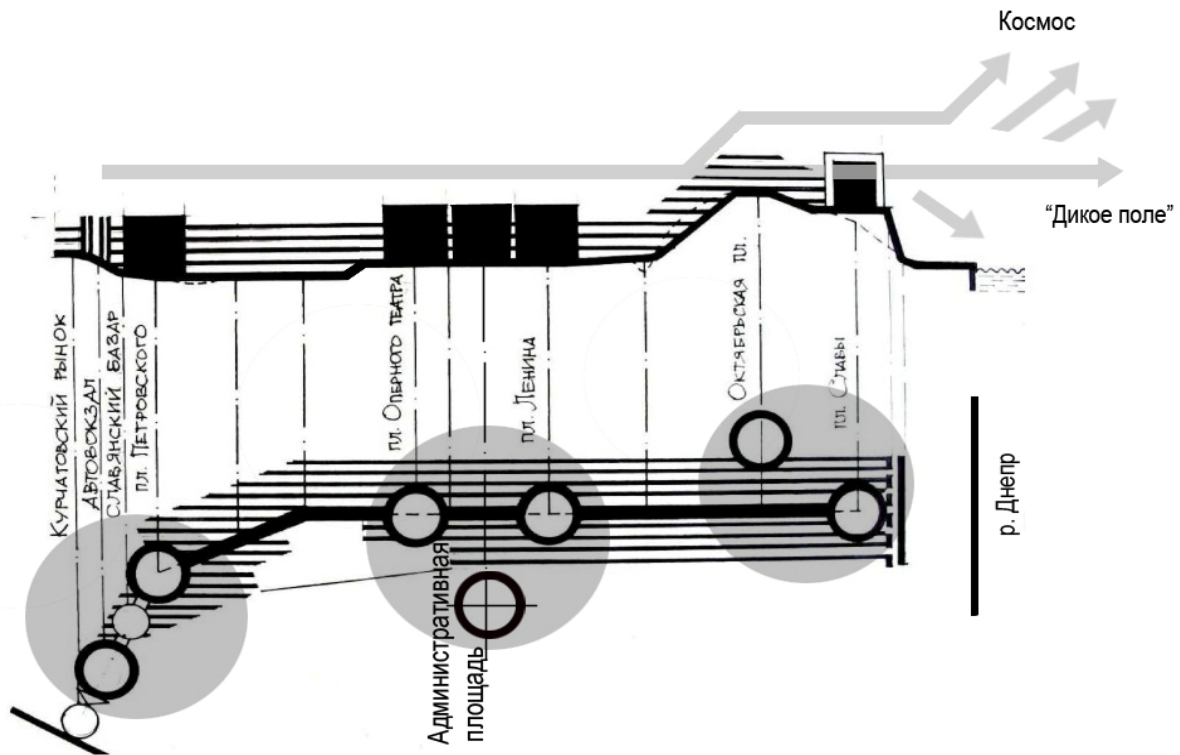 Космос
“Дикое поле”
Курчатовский рынок
Автовокзал
Славянский базар
пл. Петровского
пл. Оперного театра
пл. Ленина
Октябрьская пл.
пл. Славы
р. Днепр
Административная
площадь